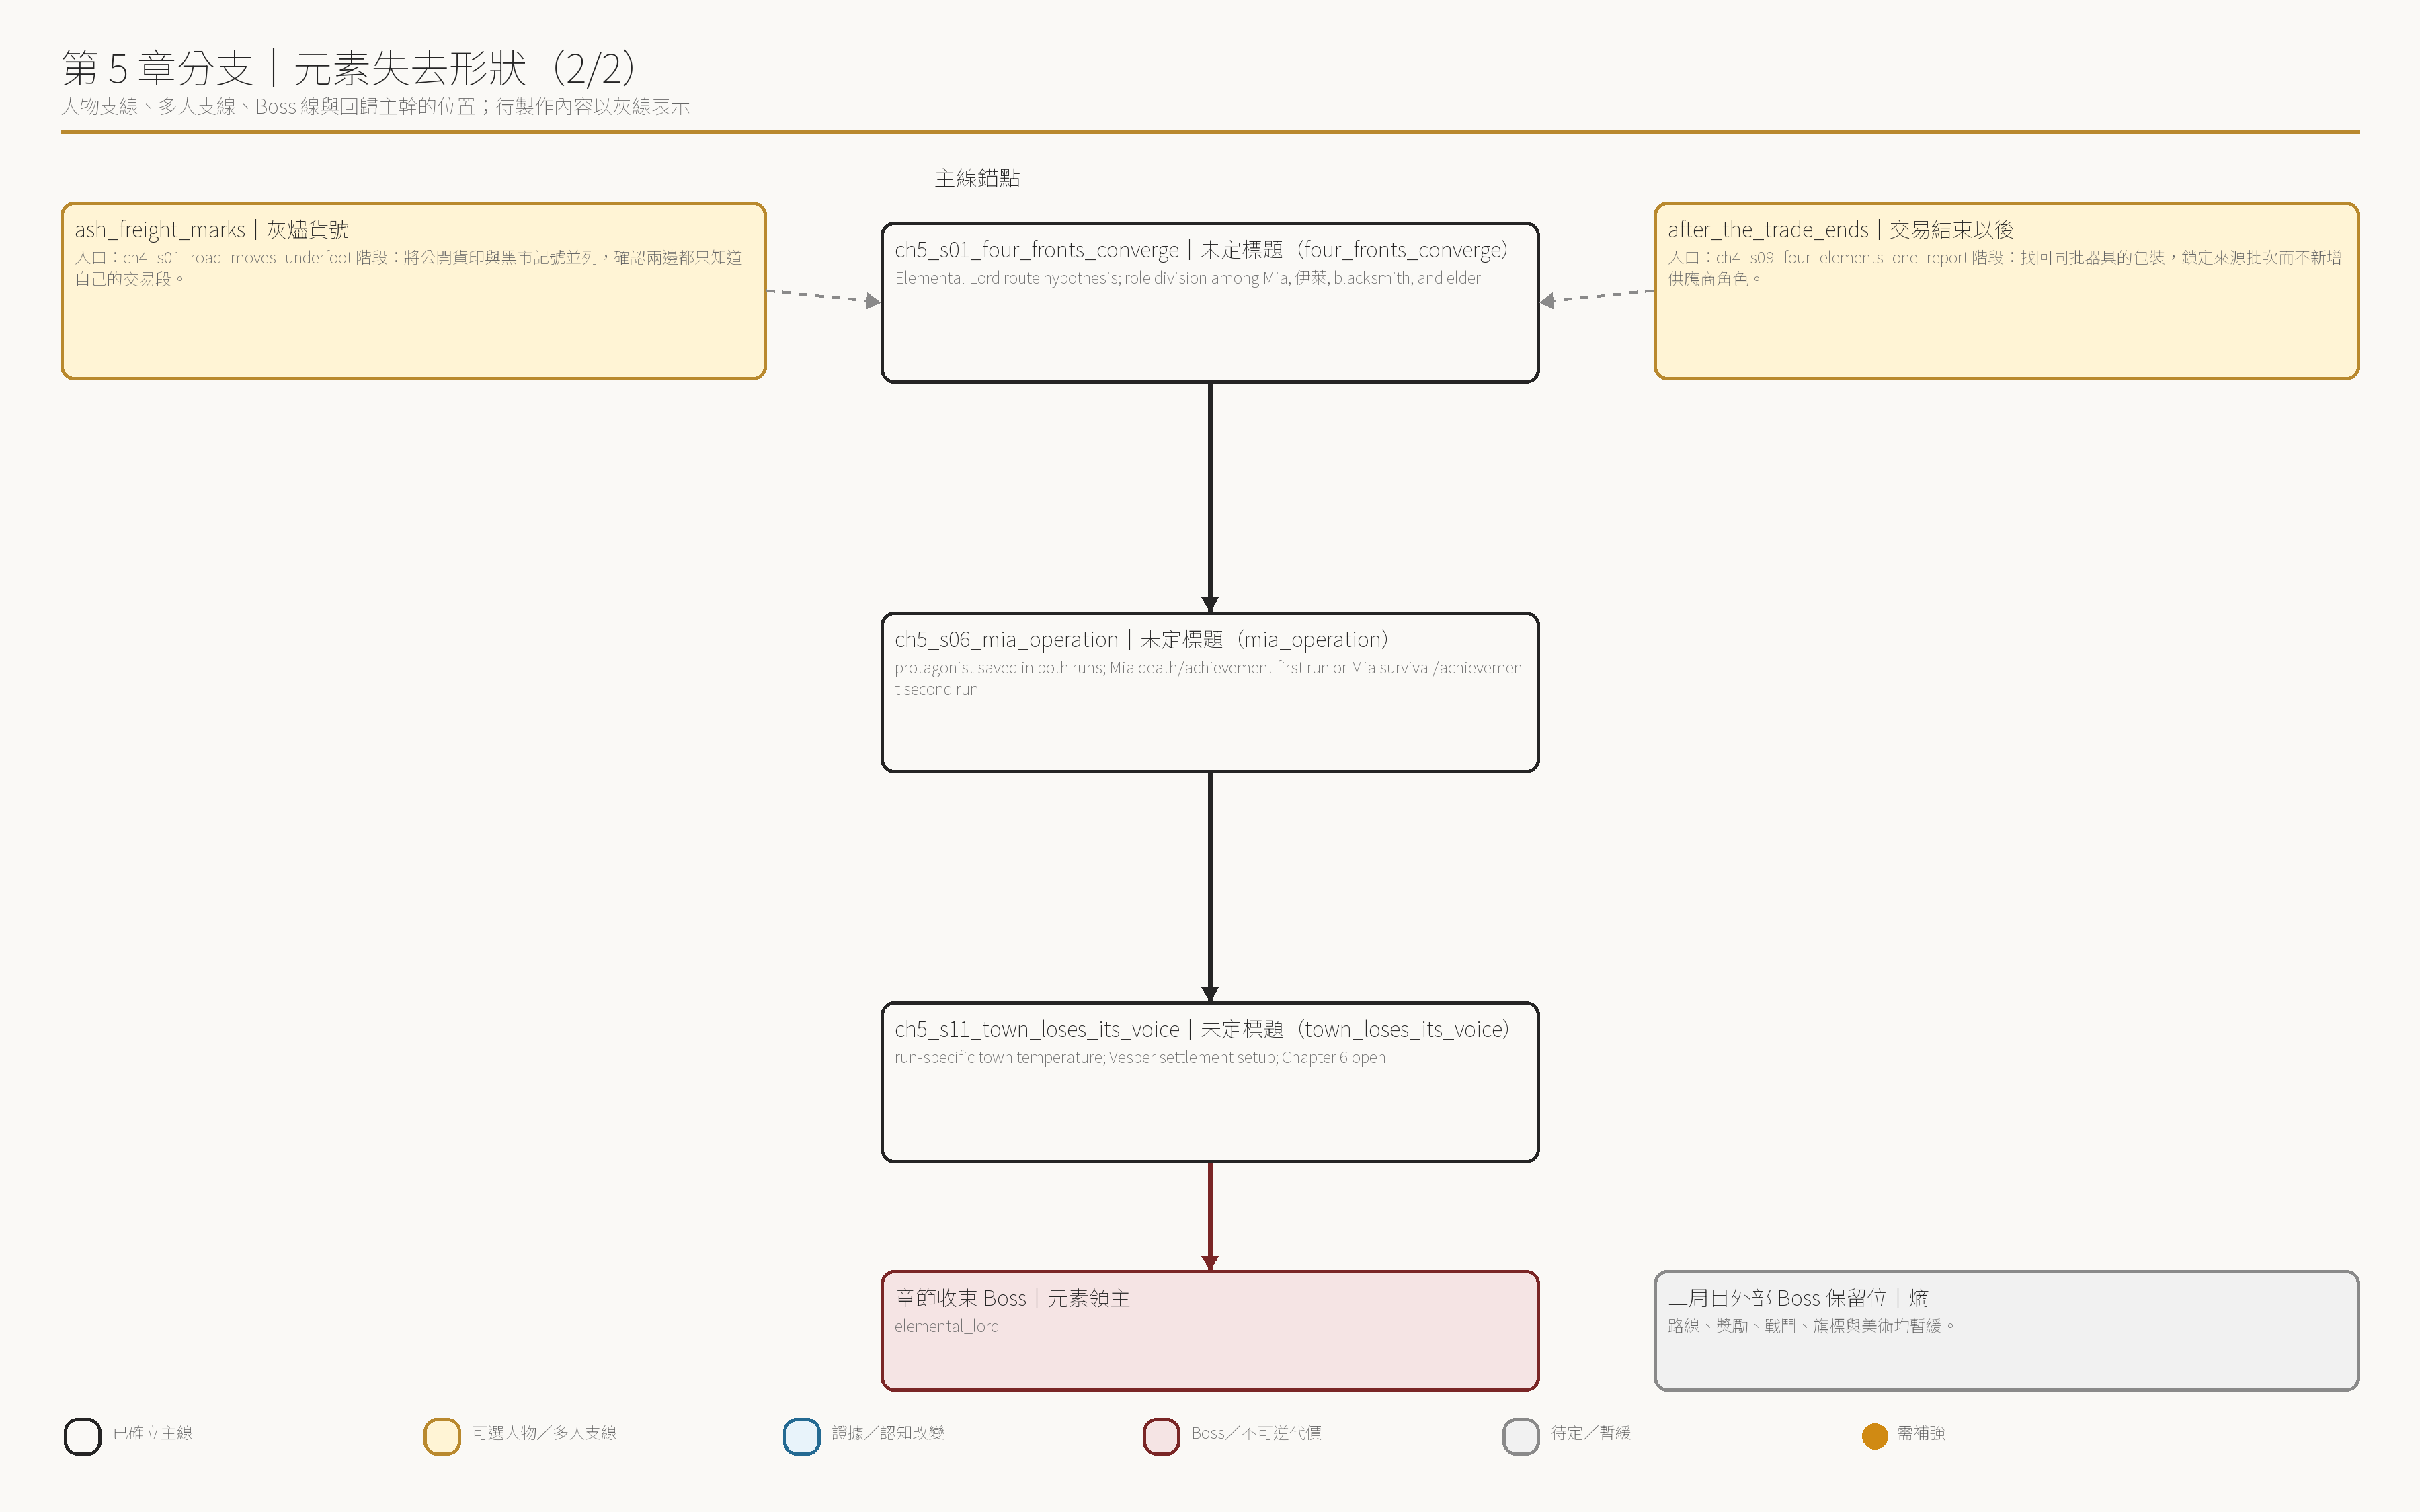 第 5 章分支｜元素失去形狀（2/2）
人物支線、多人支線、Boss 線與回歸主幹的位置；待製作內容以灰線表示
主線錨點
ash_freight_marks｜灰燼貨號
入口：ch4_s01_road_moves_underfoot 階段：將公開貨印與黑市記號並列，確認兩邊都只知道
自己的交易段。
ch5_s01_four_fronts_converge｜未定標題（four_fronts_converge）
Elemental Lord route hypothesis; role division among Mia, 伊萊, blacksmith, and elder
after_the_trade_ends｜交易結束以後
入口：ch4_s09_four_elements_one_report 階段：找回同批器具的包裝，鎖定來源批次而不新增
供應商角色。
ch5_s06_mia_operation｜未定標題（mia_operation）
protagonist saved in both runs; Mia death/achievement first run or Mia survival/achievemen
t second run
ch5_s11_town_loses_its_voice｜未定標題（town_loses_its_voice）
run-specific town temperature; Vesper settlement setup; Chapter 6 open
章節收束 Boss｜元素領主
elemental_lord
二周目外部 Boss 保留位｜熵
路線、獎勵、戰鬥、旗標與美術均暫緩。
已確立主線
可選人物／多人支線
證據／認知改變
Boss／不可逆代價
待定／暫緩
需補強